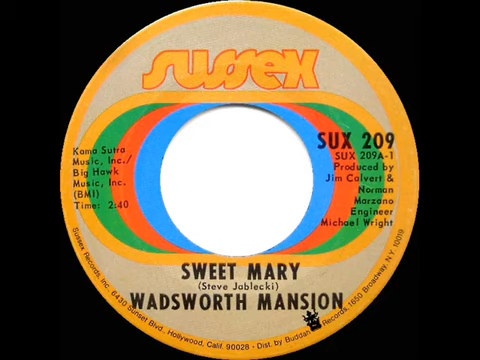 sussex
SUX 209
SUX 209A-1
Produced by
Jim Calvert &
Norman
Marzano
Engineer
Michael Wright
Kama Sutra
Music, Inc./
Big Hawk
Music, Inc.
(BMI)
Time: 2:40
SWEET MARY
(Steve Jablecki)
WADSWORTH MANSION
Sussex Records, Inc. 6430 Sunset Blvd., Hollywood, Calif. 90028 - Dist. by Buddah Records, 1650 Broadway, N.Y. 10019